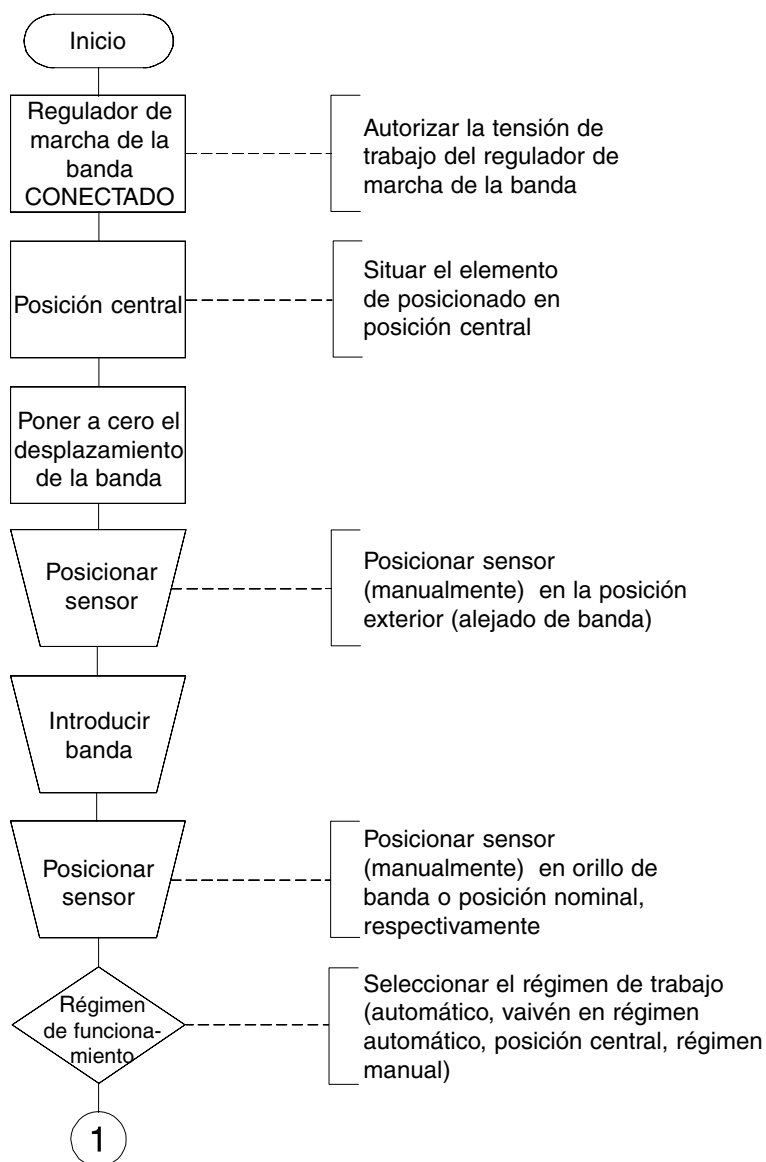 Inicio
Regulador de
marcha de la
banda
CONECTADO
Autorizar la tensión de
trabajo del regulador de
marcha de la banda
Posición central
Situar el elemento
de posicionado en
posición central
Poner a cero el
desplazamiento
de la banda
Posicionar
sensor
Posicionar sensor
(manualmente) en la posición
exterior (alejado de banda)
Introducir
banda
Posicionar
sensor
Posicionar sensor
(manualmente) en orillo de
banda o posición nominal,
respectivamente
Régimen
de funciona-
miento
Seleccionar el régimen de trabajo
(automático, vaivén en régimen
automático, posición central, régimen
manual)
1